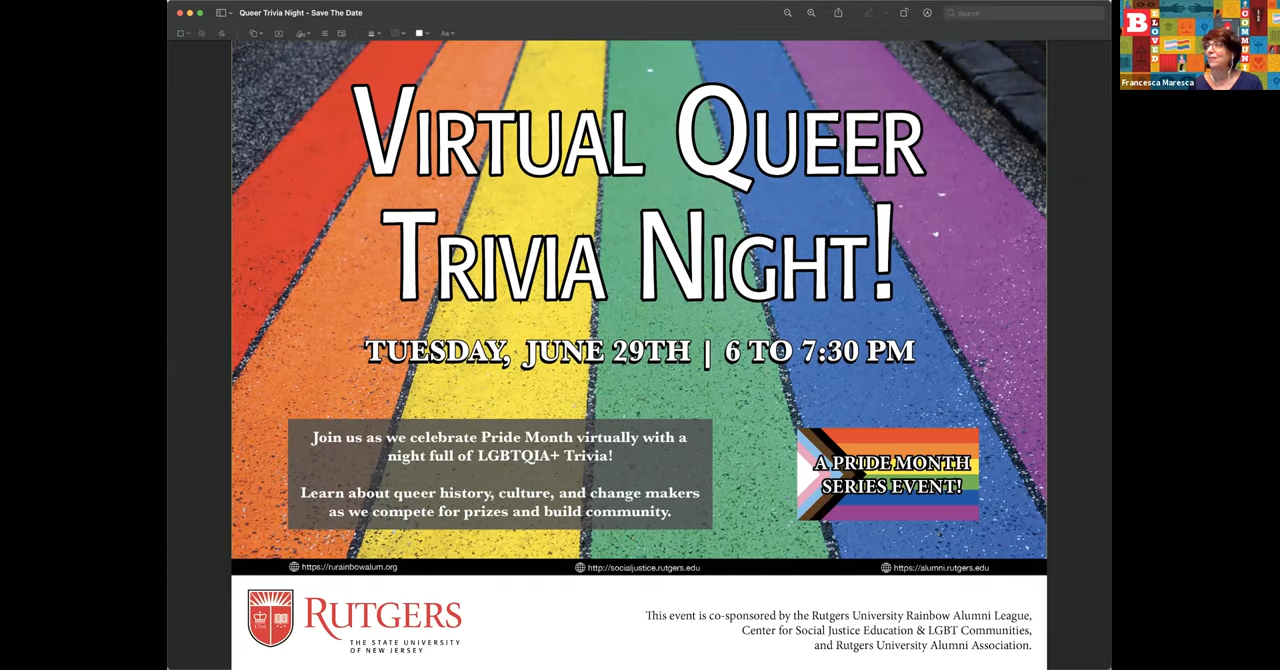 Queer Trivia Night - Save The Date
Search
VIRTUAL QUEER
TRIVIA NIGHT!
TUESDAY, JUNE 29TH | 6 TO 7:30 PM
Join us as we celebrate Pride Month virtually with a
night full of LGBTQIA+ Trivia!
Learn about queer history, culture, and change makers
as we compete for prizes and build community.
A PRIDE MONTH
SERIES EVENT!
https://rurainbowalum.org
http://socialjustice.rutgers.edu
https://alumni.rutgers.edu
RUTGERS
THE STATE UNIVERSITY
OF NEW JERSEY
This event is co-sponsored by the Rutgers University Rainbow Alumni League,
Center for Social Justice Education & LGBT Communities,
and Rutgers University Alumni Association.
B
ELOVED
COMMUNI
Francesca Maresca